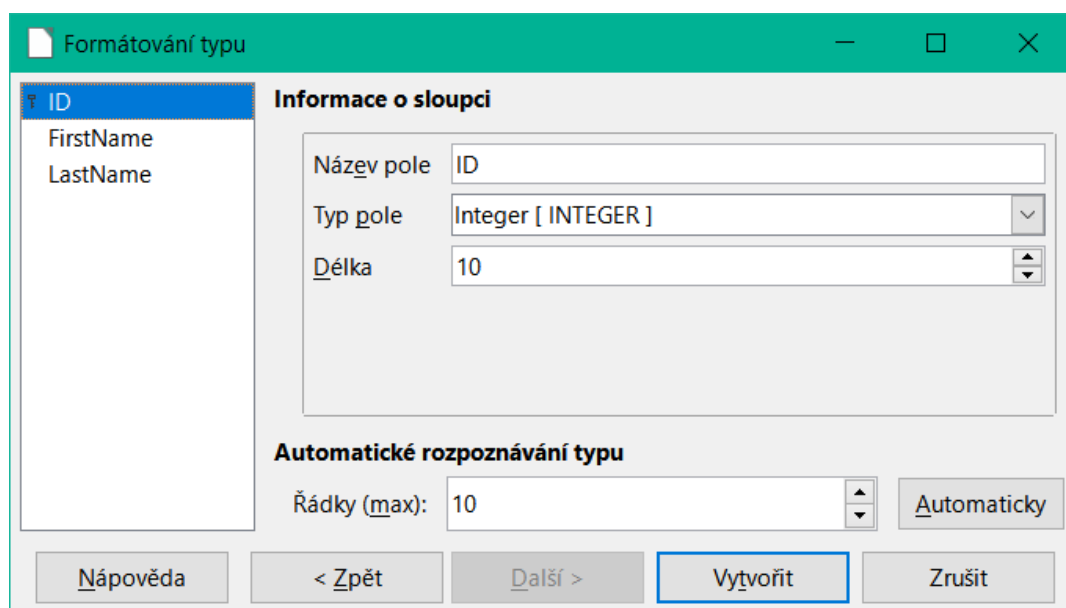 Formátování typu
ID
FirstName
LastName
Informace o sloupci
Název pole ID
Typ pole Integer [ INTEGER ]
Délka 10
Automatické rozpoznávání typu
Řádky (max): 10 Automaticky
Nápověda < Zpět Další > Vytvořit Zrušit